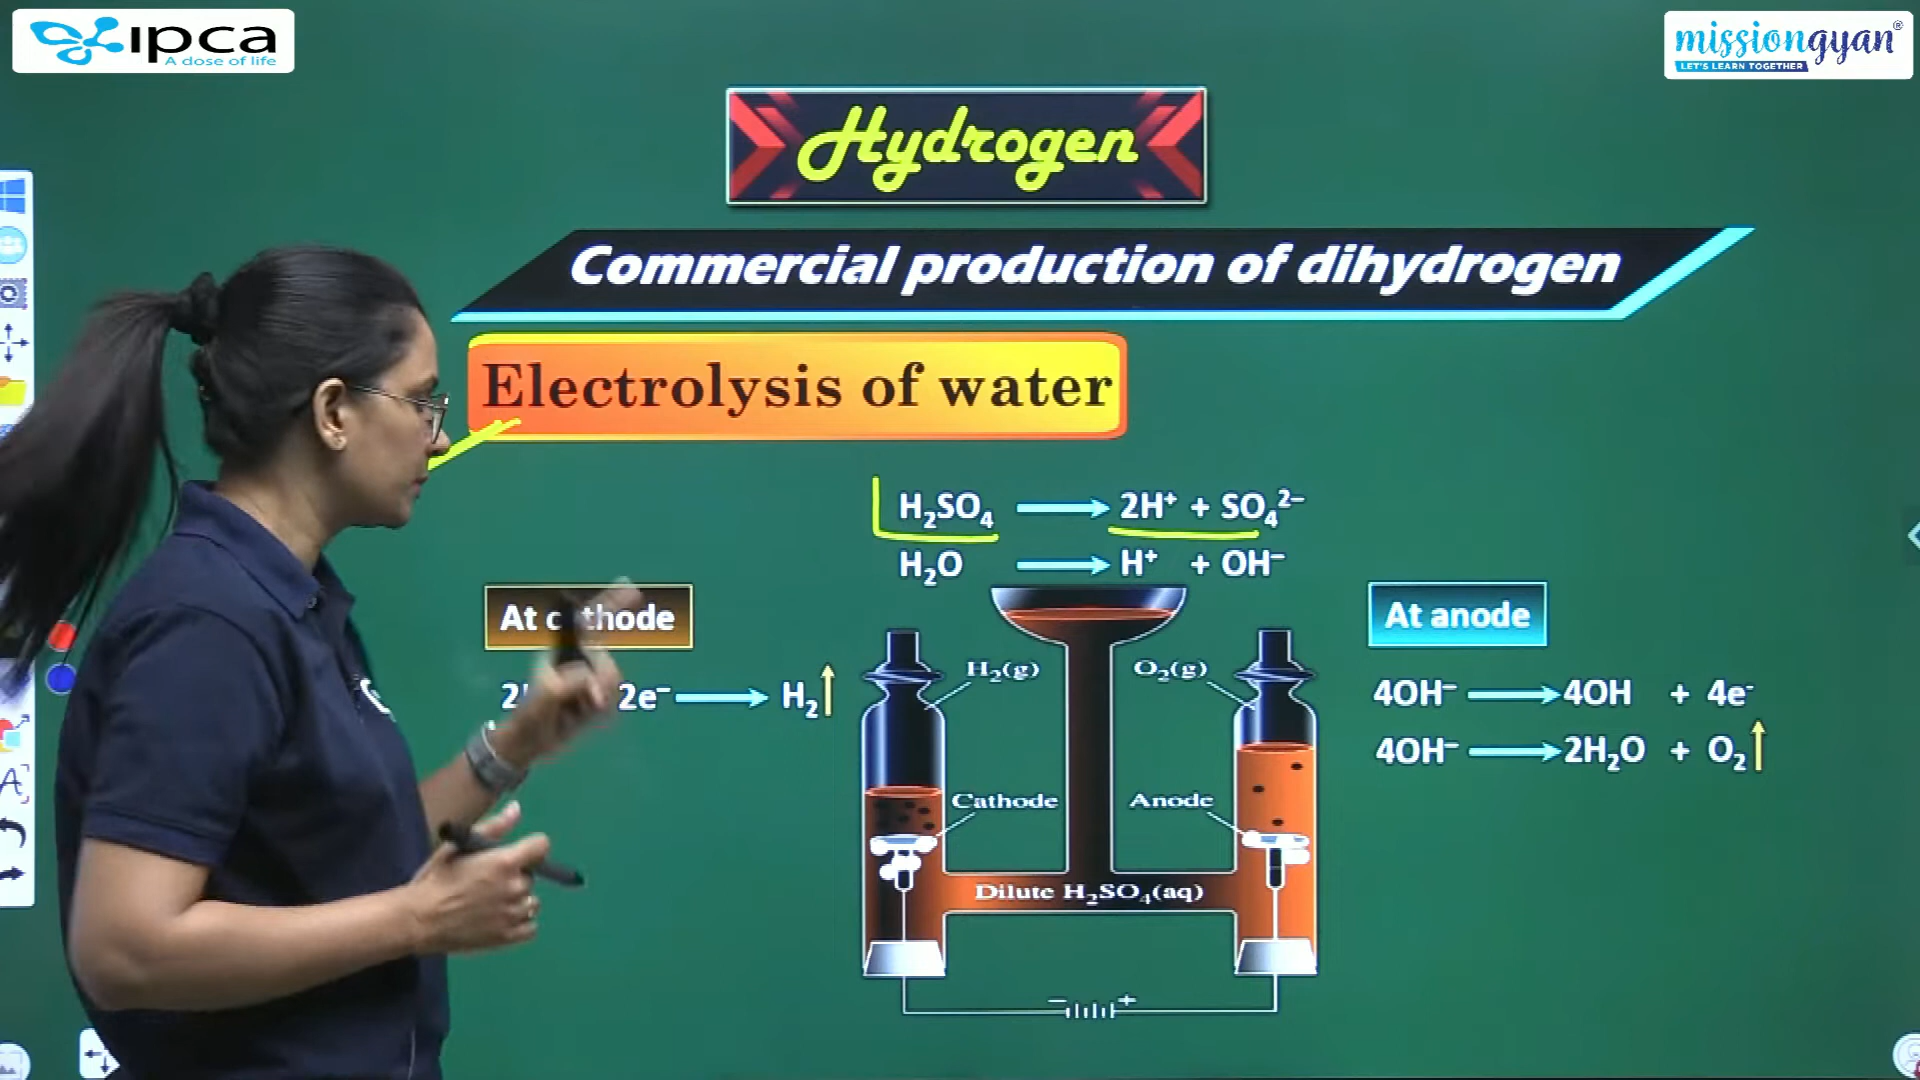 ipca
A dose of life
missiongyan®
LET'S LEARN TOGETHER
Hydrogen
Commercial production of dihydrogen
Electrolysis of water
H₂SO₄ ⟶ 2H⁺ + SO₄²⁻
H₂O ⟶ H⁺ + OH⁻
At cathode
2e⁻ ⟶ H₂↑
At anode
4OH⁻ ⟶ 4OH + 4e⁻
4OH⁻ ⟶ 2H₂O + O₂↑
H₂(g)
O₂(g)
Cathode
Anode
Dilute H₂SO₄(aq)
− +